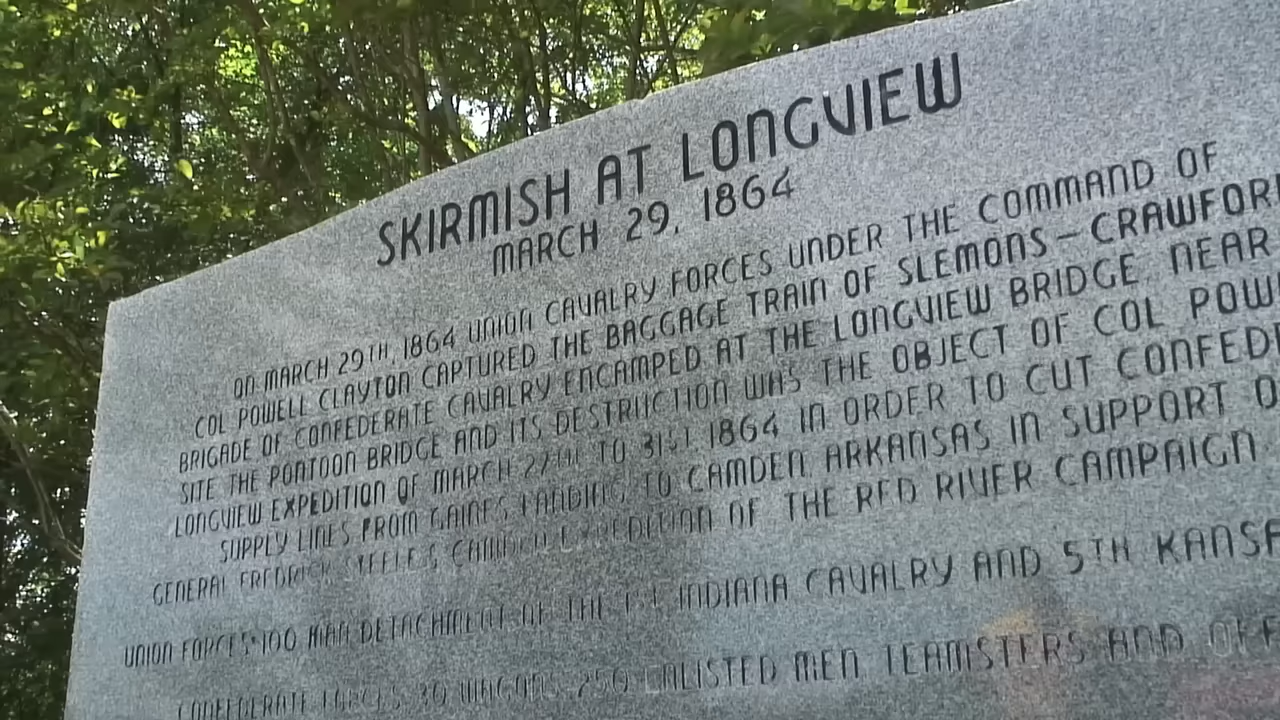 SKIRMISH AT LONGVIEW
MARCH 29, 1864
ON MARCH 29TH, 1864 UNION CAVALRY FORCES UNDER THE COMMAND OF
COL POWELL CLAYTON CAPTURED THE BAGGAGE TRAIN OF SLEMONS-CRAWFOR
BRIGADE OF CONFEDERATE CAVALRY ENCAMPED AT THE LONGVIEW BRIDGE NEAR
SITE THE PONTOON BRIDGE AND ITS DESTRUCTION WAS THE OBJECT OF COL POW
LONGVIEW EXPEDITION OF MARCH 27TH TO 31ST 1864 IN ORDER TO CUT CONFED
SUPPLY LINES FROM GAINES LANDING TO CAMDEN ARKANSAS IN SUPPORT O
GENERAL FREDRICK STEELE'S CAMDEN EXPEDITION OF THE RED RIVER CAMPAIGN
UNION FORCES 100 MAN DETACHMENT OF THE 1ST INDIANA CAVALRY AND 5TH KANSA
CONFEDERATE FORCES 30 WAGONS 250 ENLISTED MEN TEAMSTERS AND OFF